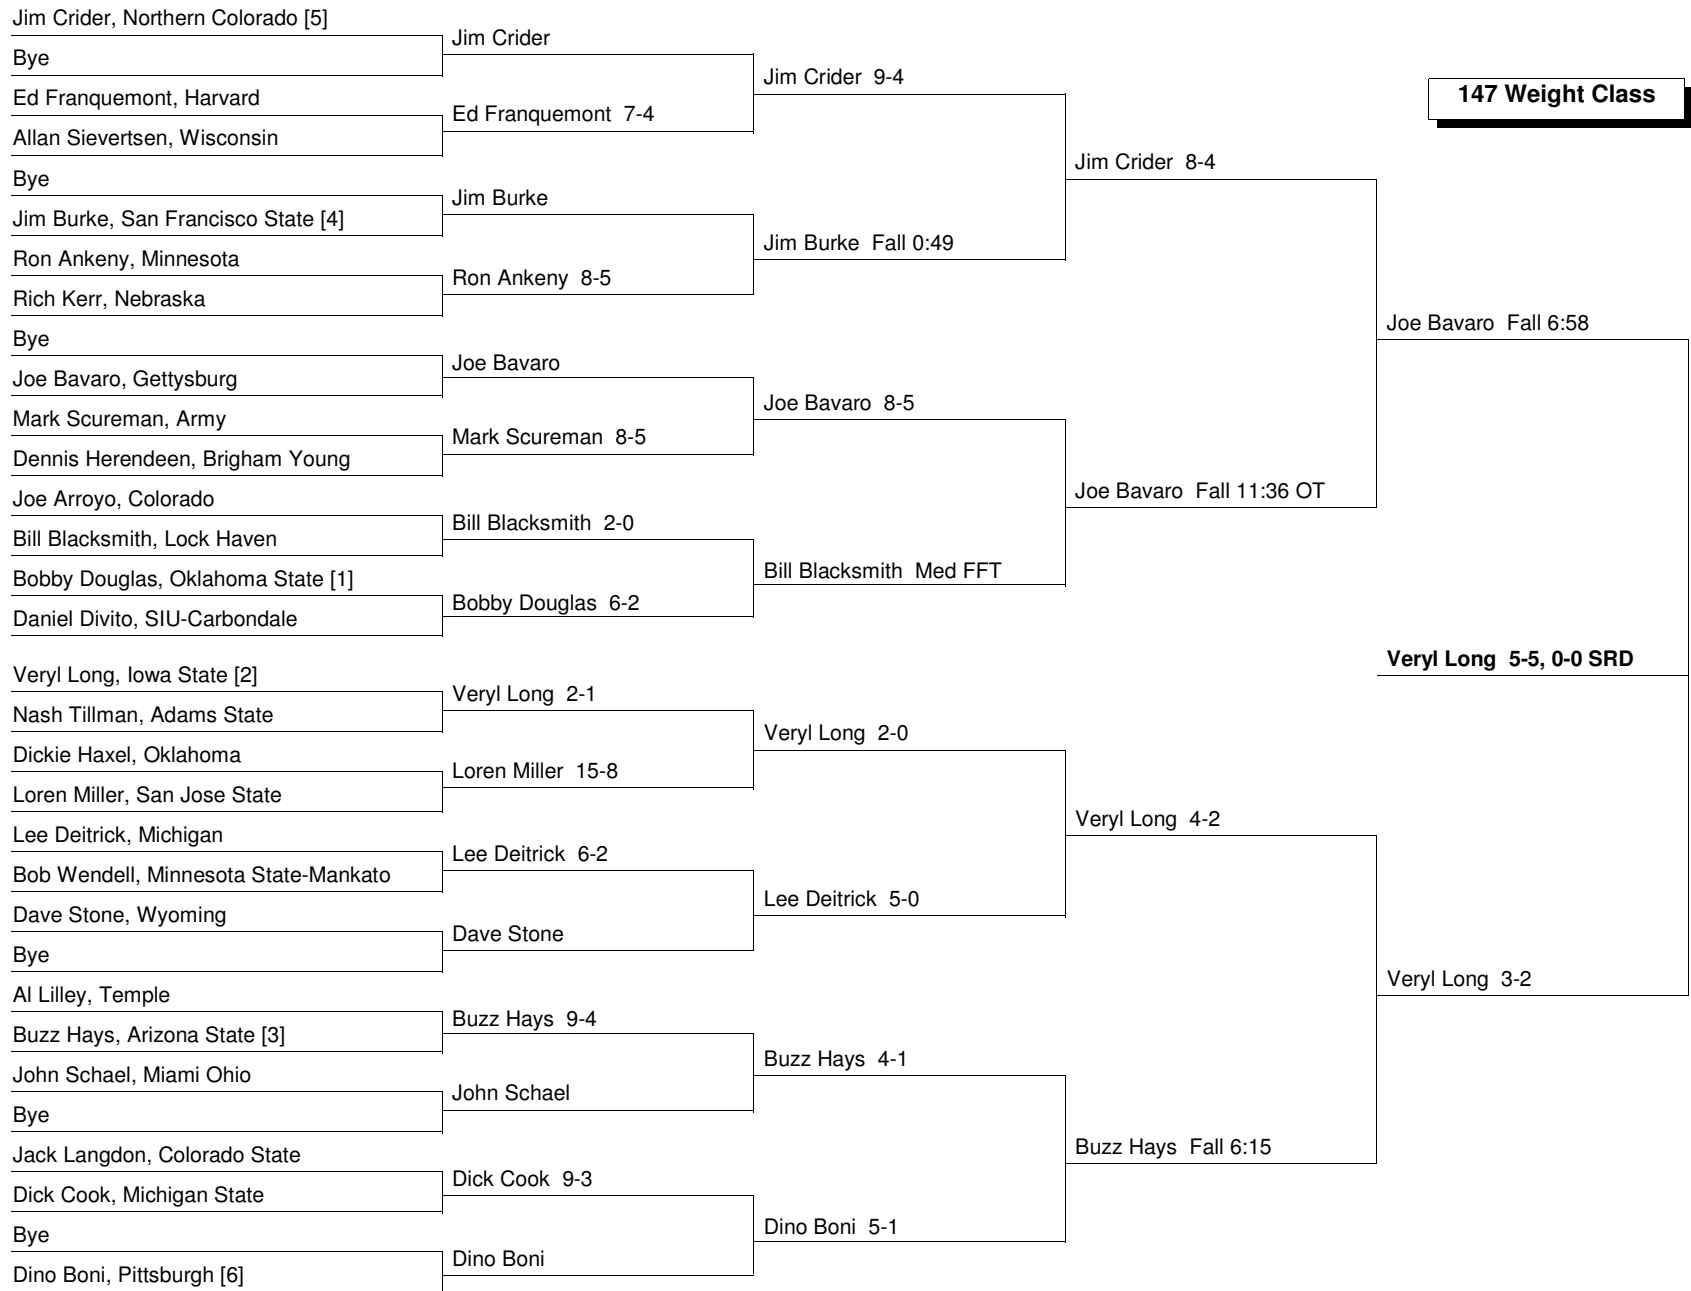 Jim Crider, Northern Colorado [5]
Bye
Ed Franquemont, Harvard
Allan Sievertsen, Wisconsin
Bye
Jim Burke, San Francisco State [4]
Ron Ankeny, Minnesota
Rich Kerr, Nebraska
Bye
Joe Bavaro, Gettysburg
Mark Scureman, Army
Dennis Herendeen, Brigham Young
Joe Arroyo, Colorado
Bill Blacksmith, Lock Haven
Bobby Douglas, Oklahoma State [1]
Daniel Divito, SIU-Carbondale
Veryl Long, Iowa State [2]
Nash Tillman, Adams State
Dickie Haxel, Oklahoma
Loren Miller, San Jose State
Lee Deitrick, Michigan
Bob Wendell, Minnesota State-Mankato
Dave Stone, Wyoming
Bye
Al Lilley, Temple
Buzz Hays, Arizona State [3]
John Schael, Miami Ohio
Bye
Jack Langdon, Colorado State
Dick Cook, Michigan State
Bye
Dino Boni, Pittsburgh [6]
Jim Crider
Ed Franquemont 7-4
Jim Burke
Ron Ankeny 8-5
Joe Bavaro
Mark Scureman 8-5
Bill Blacksmith 2-0
Bobby Douglas 6-2
Veryl Long 2-1
Loren Miller 15-8
Lee Deitrick 6-2
Dave Stone
Buzz Hays 9-4
John Schael
Dick Cook 9-3
Dino Boni
Jim Crider 9-4
Jim Burke Fall 0:49
Joe Bavaro 8-5
Bill Blacksmith Med FFT
Veryl Long 2-0
Lee Deitrick 5-0
Buzz Hays 4-1
Dino Boni 5-1
Jim Crider 8-4
Joe Bavaro Fall 11:36 OT
Veryl Long 4-2
Buzz Hays Fall 6:15
147 Weight Class
Joe Bavaro Fall 6:58
Veryl Long 5-5, 0-0 SRD
Veryl Long 3-2